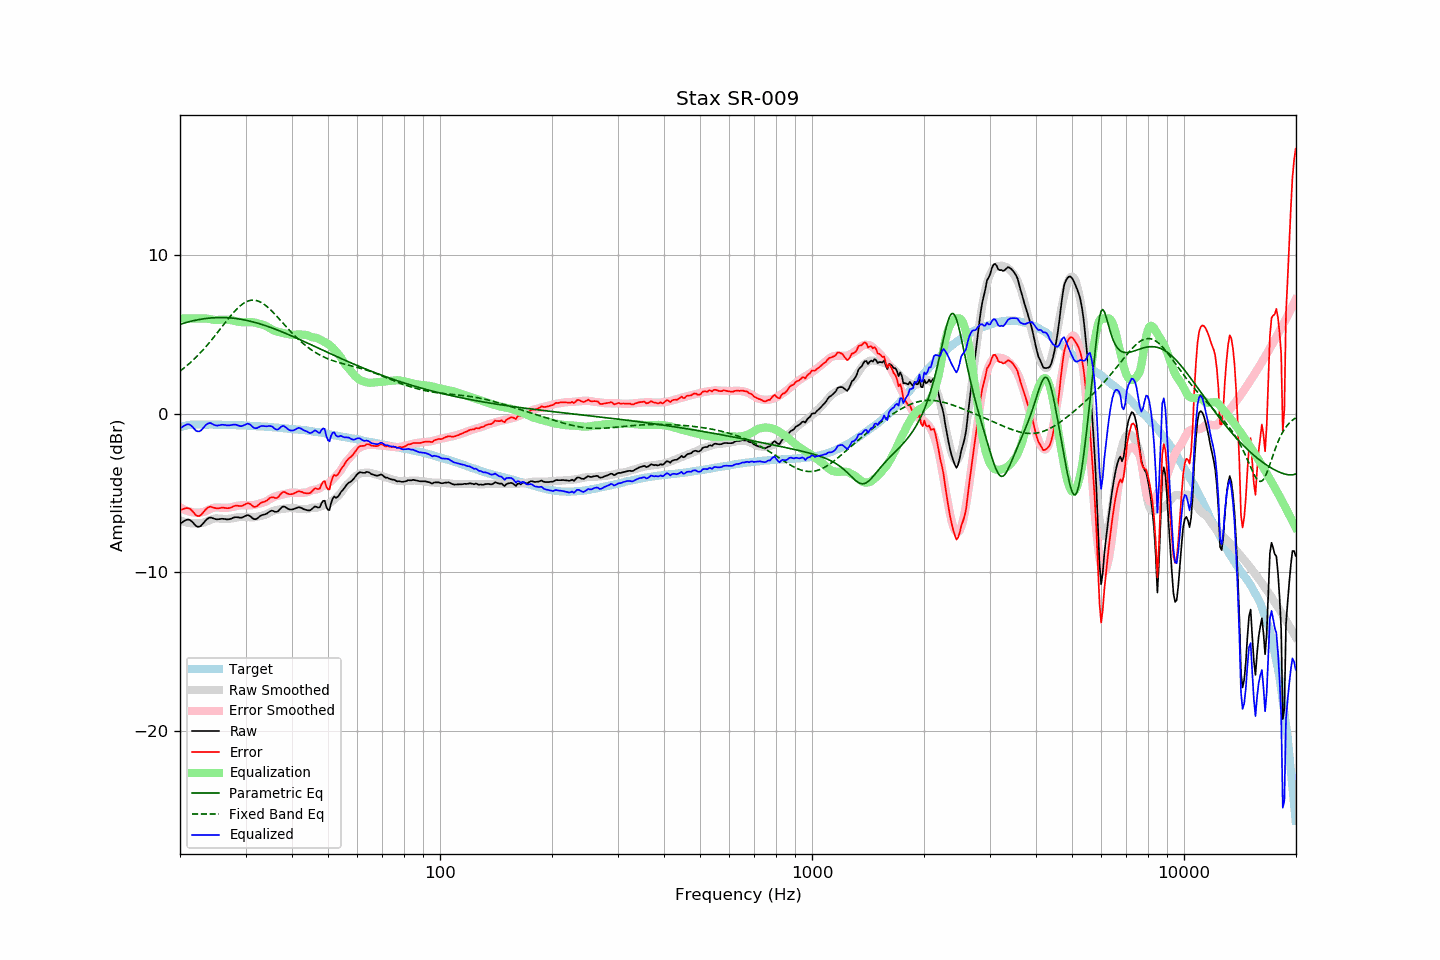 Stax SR-009
Amplitude (dBr)
10
0
−10
−20
Target
Raw Smoothed
Error Smoothed
Raw
Error
Equalization
Parametric Eq
Fixed Band Eq
Equalized
100
1000
10000
Frequency (Hz)